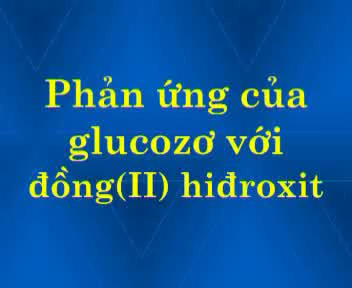 Phản ứng của
glucozơ với
đồng(II) hiđroxit